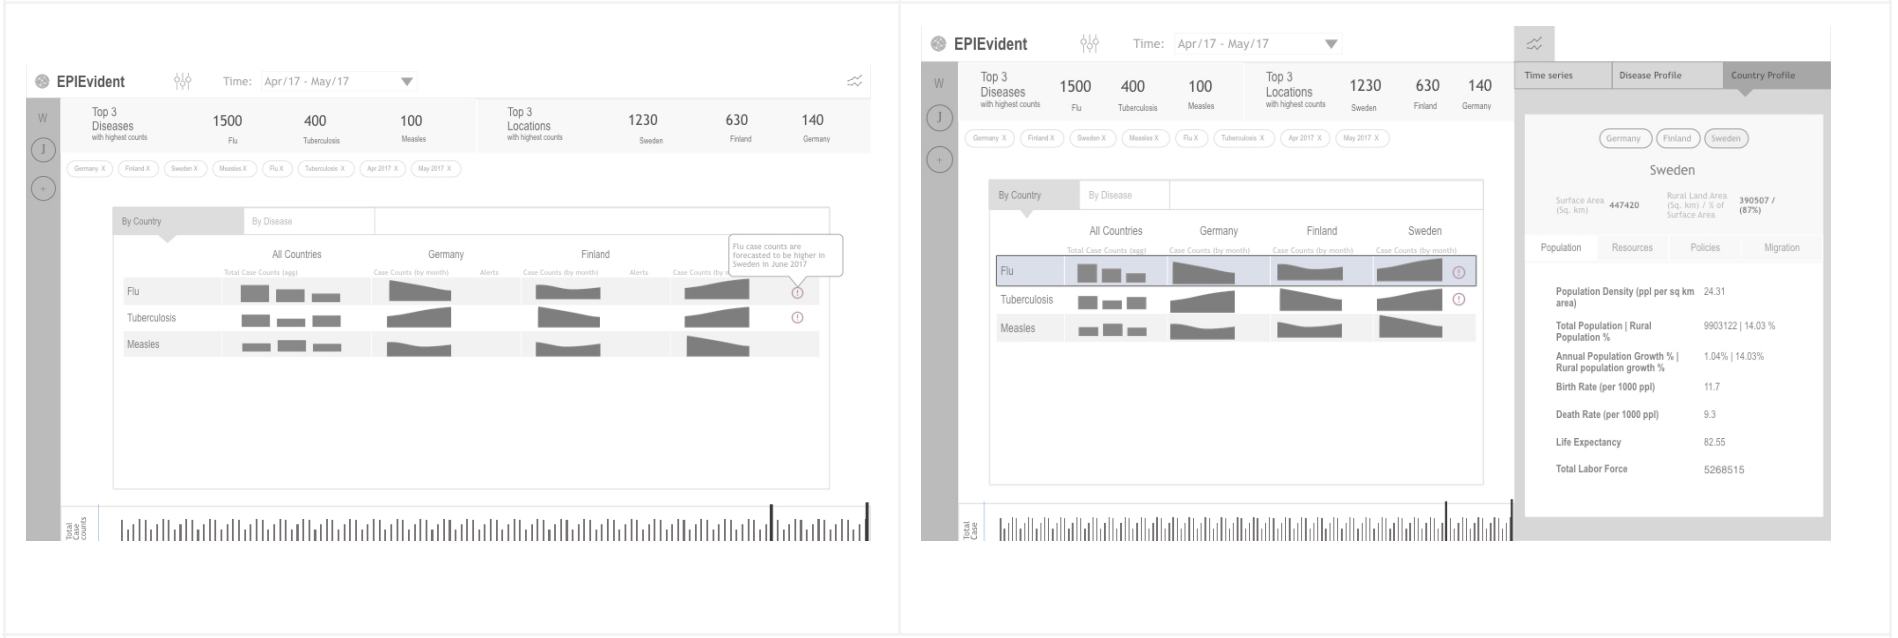 EPIEvident
Time: Apr/17 - May/17
W
J
+
Top 3
Diseases
with highest counts
1500
Flu
400
Tuberculosis
100
Measles
Top 3
Locations
with highest counts
1230
Sweden
630
Finland
140
Germany
Germany X Finland X Sweden X Measles X Flu X Tuberculosis X Apr 2017 X May 2017 X
By Country By Disease
Flu case counts are
forecasted to be higher in
Sweden in June 2017
All Countries Germany Finland
Total Case Counts (agg) Case Counts (by month) Alerts Case Counts (by month) Alerts Case Counts (by m
Flu
Tuberculosis
Measles
Total
Case
counts
EPIEvident
Time: Apr/17 - May/17
W
J
+
Top 3
Diseases
with highest counts
1500
Flu
400
Tuberculosis
100
Measles
Top 3
Locations
with highest counts
1230
Sweden
630
Finland
140
Germany
Germany X Finland X Sweden X Measles X Flu X Tuberculosis X Apr 2017 X May 2017 X
By Country By Disease
All Countries Germany Finland Sweden
Total Case Counts (agg) Case Counts (by month) Case Counts (by month) Case Counts (by month)
Flu
Tuberculosis
Measles
Total
Case
Time series Disease Profile Country Profile
Germany Finland Sweden
Sweden
Surface Area
(Sq. km)
447420
Rural Land Area
(Sq. km) / % of
Surface Area
390507 /
(87%)
Population Resources Policies Migration
Population Density (ppl per sq km
area)
24.31
Total Population | Rural
Population %
9903122 | 14.03 %
Annual Population Growth % |
Rural population growth %
1.04% | 14.03%
Birth Rate (per 1000 ppl) 11.7
Death Rate (per 1000 ppl) 9.3
Life Expectancy 82.55
Total Labor Force 5268515